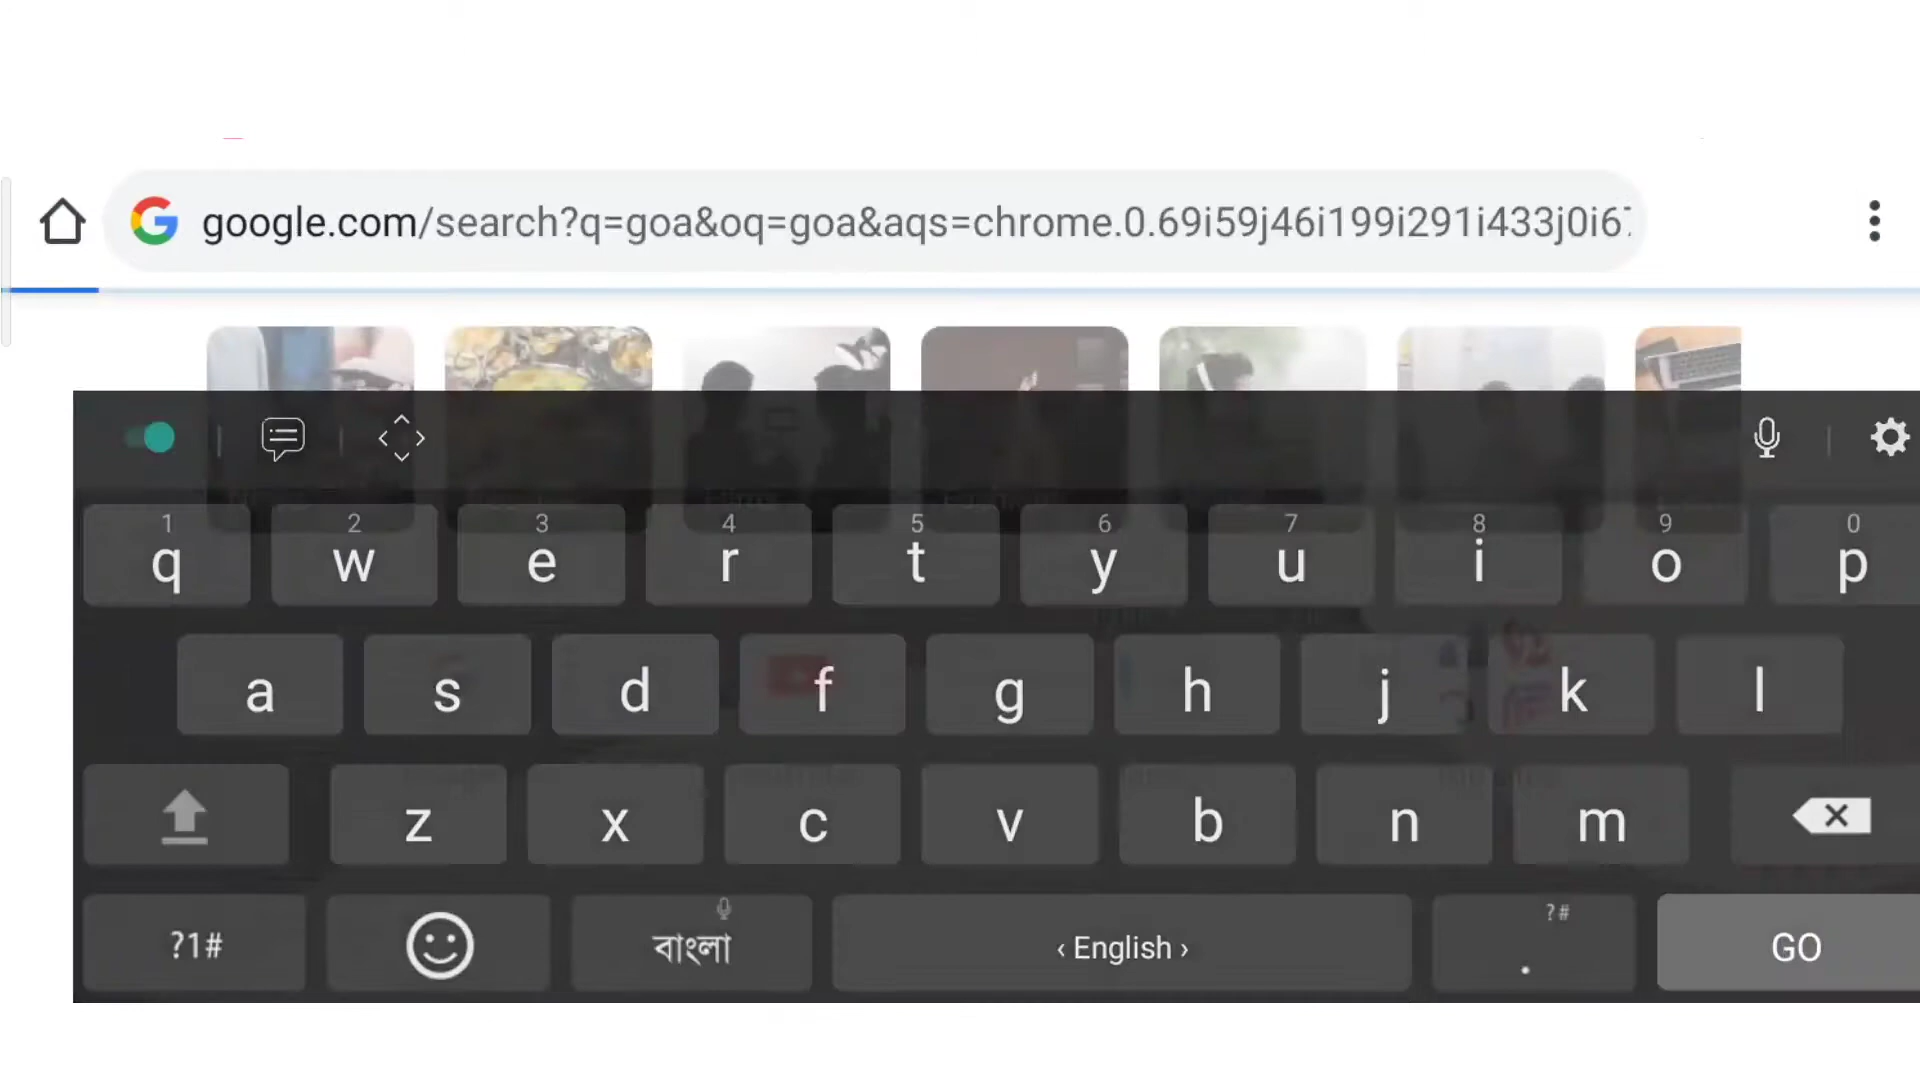 google.com/search?q=goa&oq=goa&aqs=chrome.0.69i59j46i199i291i433j0i67
1 2 3 4 5 6 7 8 9 0
q w e r t y u i o p
a s d f g h j k l
z x c v b n m
?1# বাংলা ‹ English › ?# . GO